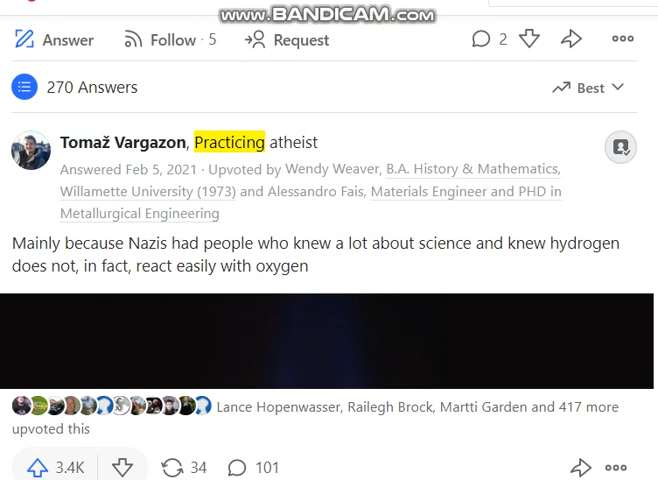 www.BANDICAM.com
Answer Follow · 5 Request 2
270 Answers Best
Tomaž Vargazon, Practicing atheist
Answered Feb 5, 2021 · Upvoted by Wendy Weaver, B.A. History & Mathematics,
Willamette University (1973) and Alessandro Fais, Materials Engineer and PHD in
Metallurgical Engineering
Mainly because Nazis had people who knew a lot about science and knew hydrogen
does not, in fact, react easily with oxygen
Lance Hopenwasser, Railegh Brock, Martti Garden and 417 more
upvoted this
3.4K 34 101